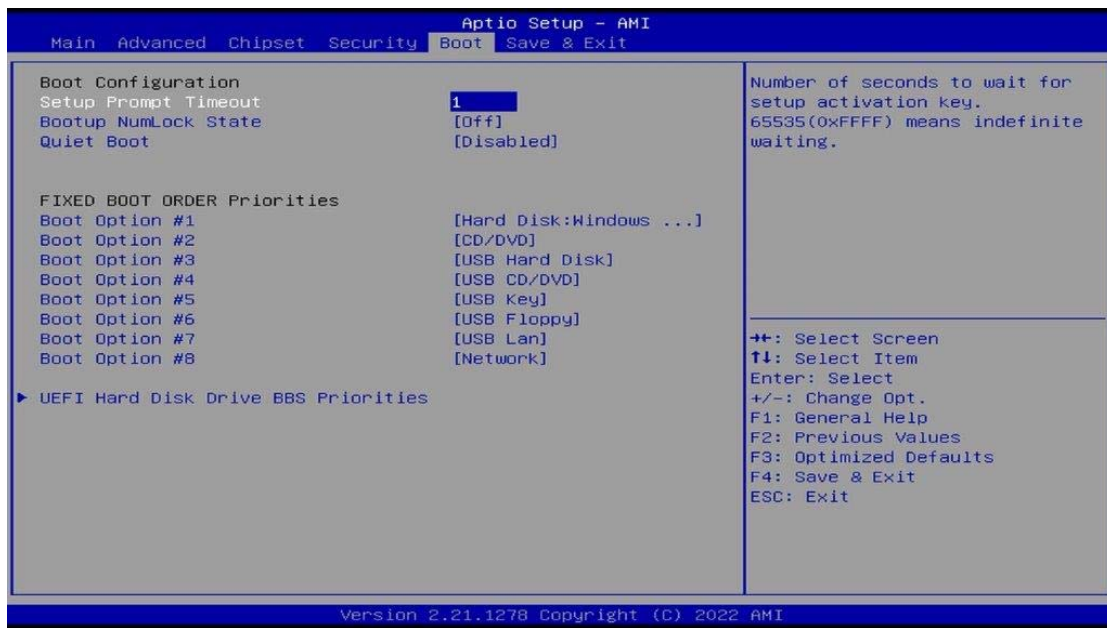 Aptio Setup – AMI
Main Advanced Chipset Security Boot Save & Exit
Boot Configuration
Setup Prompt Timeout 1
Bootup NumLock State [Off]
Quiet Boot [Disabled]
FIXED BOOT ORDER Priorities
Boot Option #1 [Hard Disk:Windows ...]
Boot Option #2 [CD/DVD]
Boot Option #3 [USB Hard Disk]
Boot Option #4 [USB CD/DVD]
Boot Option #5 [USB Key]
Boot Option #6 [USB Floppy]
Boot Option #7 [USB Lan]
Boot Option #8 [Network]
▶ UEFI Hard Disk Drive BBS Priorities
Number of seconds to wait for
setup activation key.
65535(0xFFFF) means indefinite
waiting.
→←: Select Screen
↑↓: Select Item
Enter: Select
+/-: Change Opt.
F1: General Help
F2: Previous Values
F3: Optimized Defaults
F4: Save & Exit
ESC: Exit
Version 2.21.1278 Copyright (C) 2022 AMI